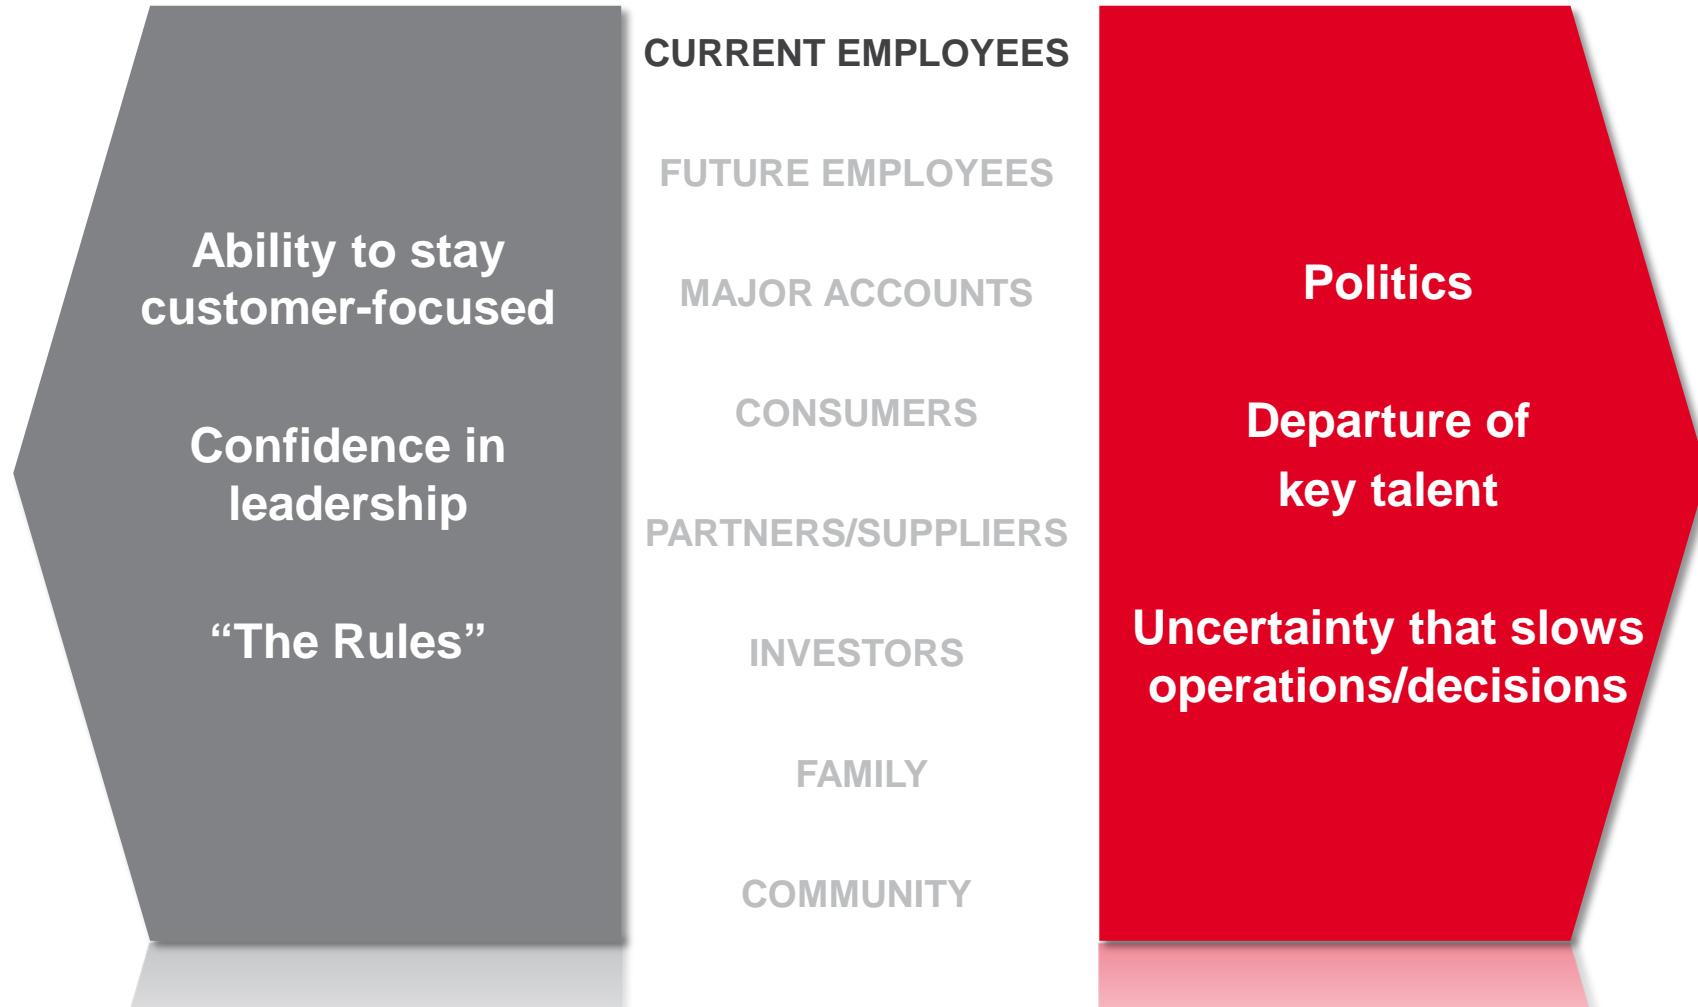 Ability to stay
customer-focused
Confidence in
leadership
“The Rules”
CURRENT EMPLOYEES
FUTURE EMPLOYEES
MAJOR ACCOUNTS
CONSUMERS
PARTNERS/SUPPLIERS
INVESTORS
FAMILY
COMMUNITY
Politics
Departure of
key talent
Uncertainty that slows
operations/decisions